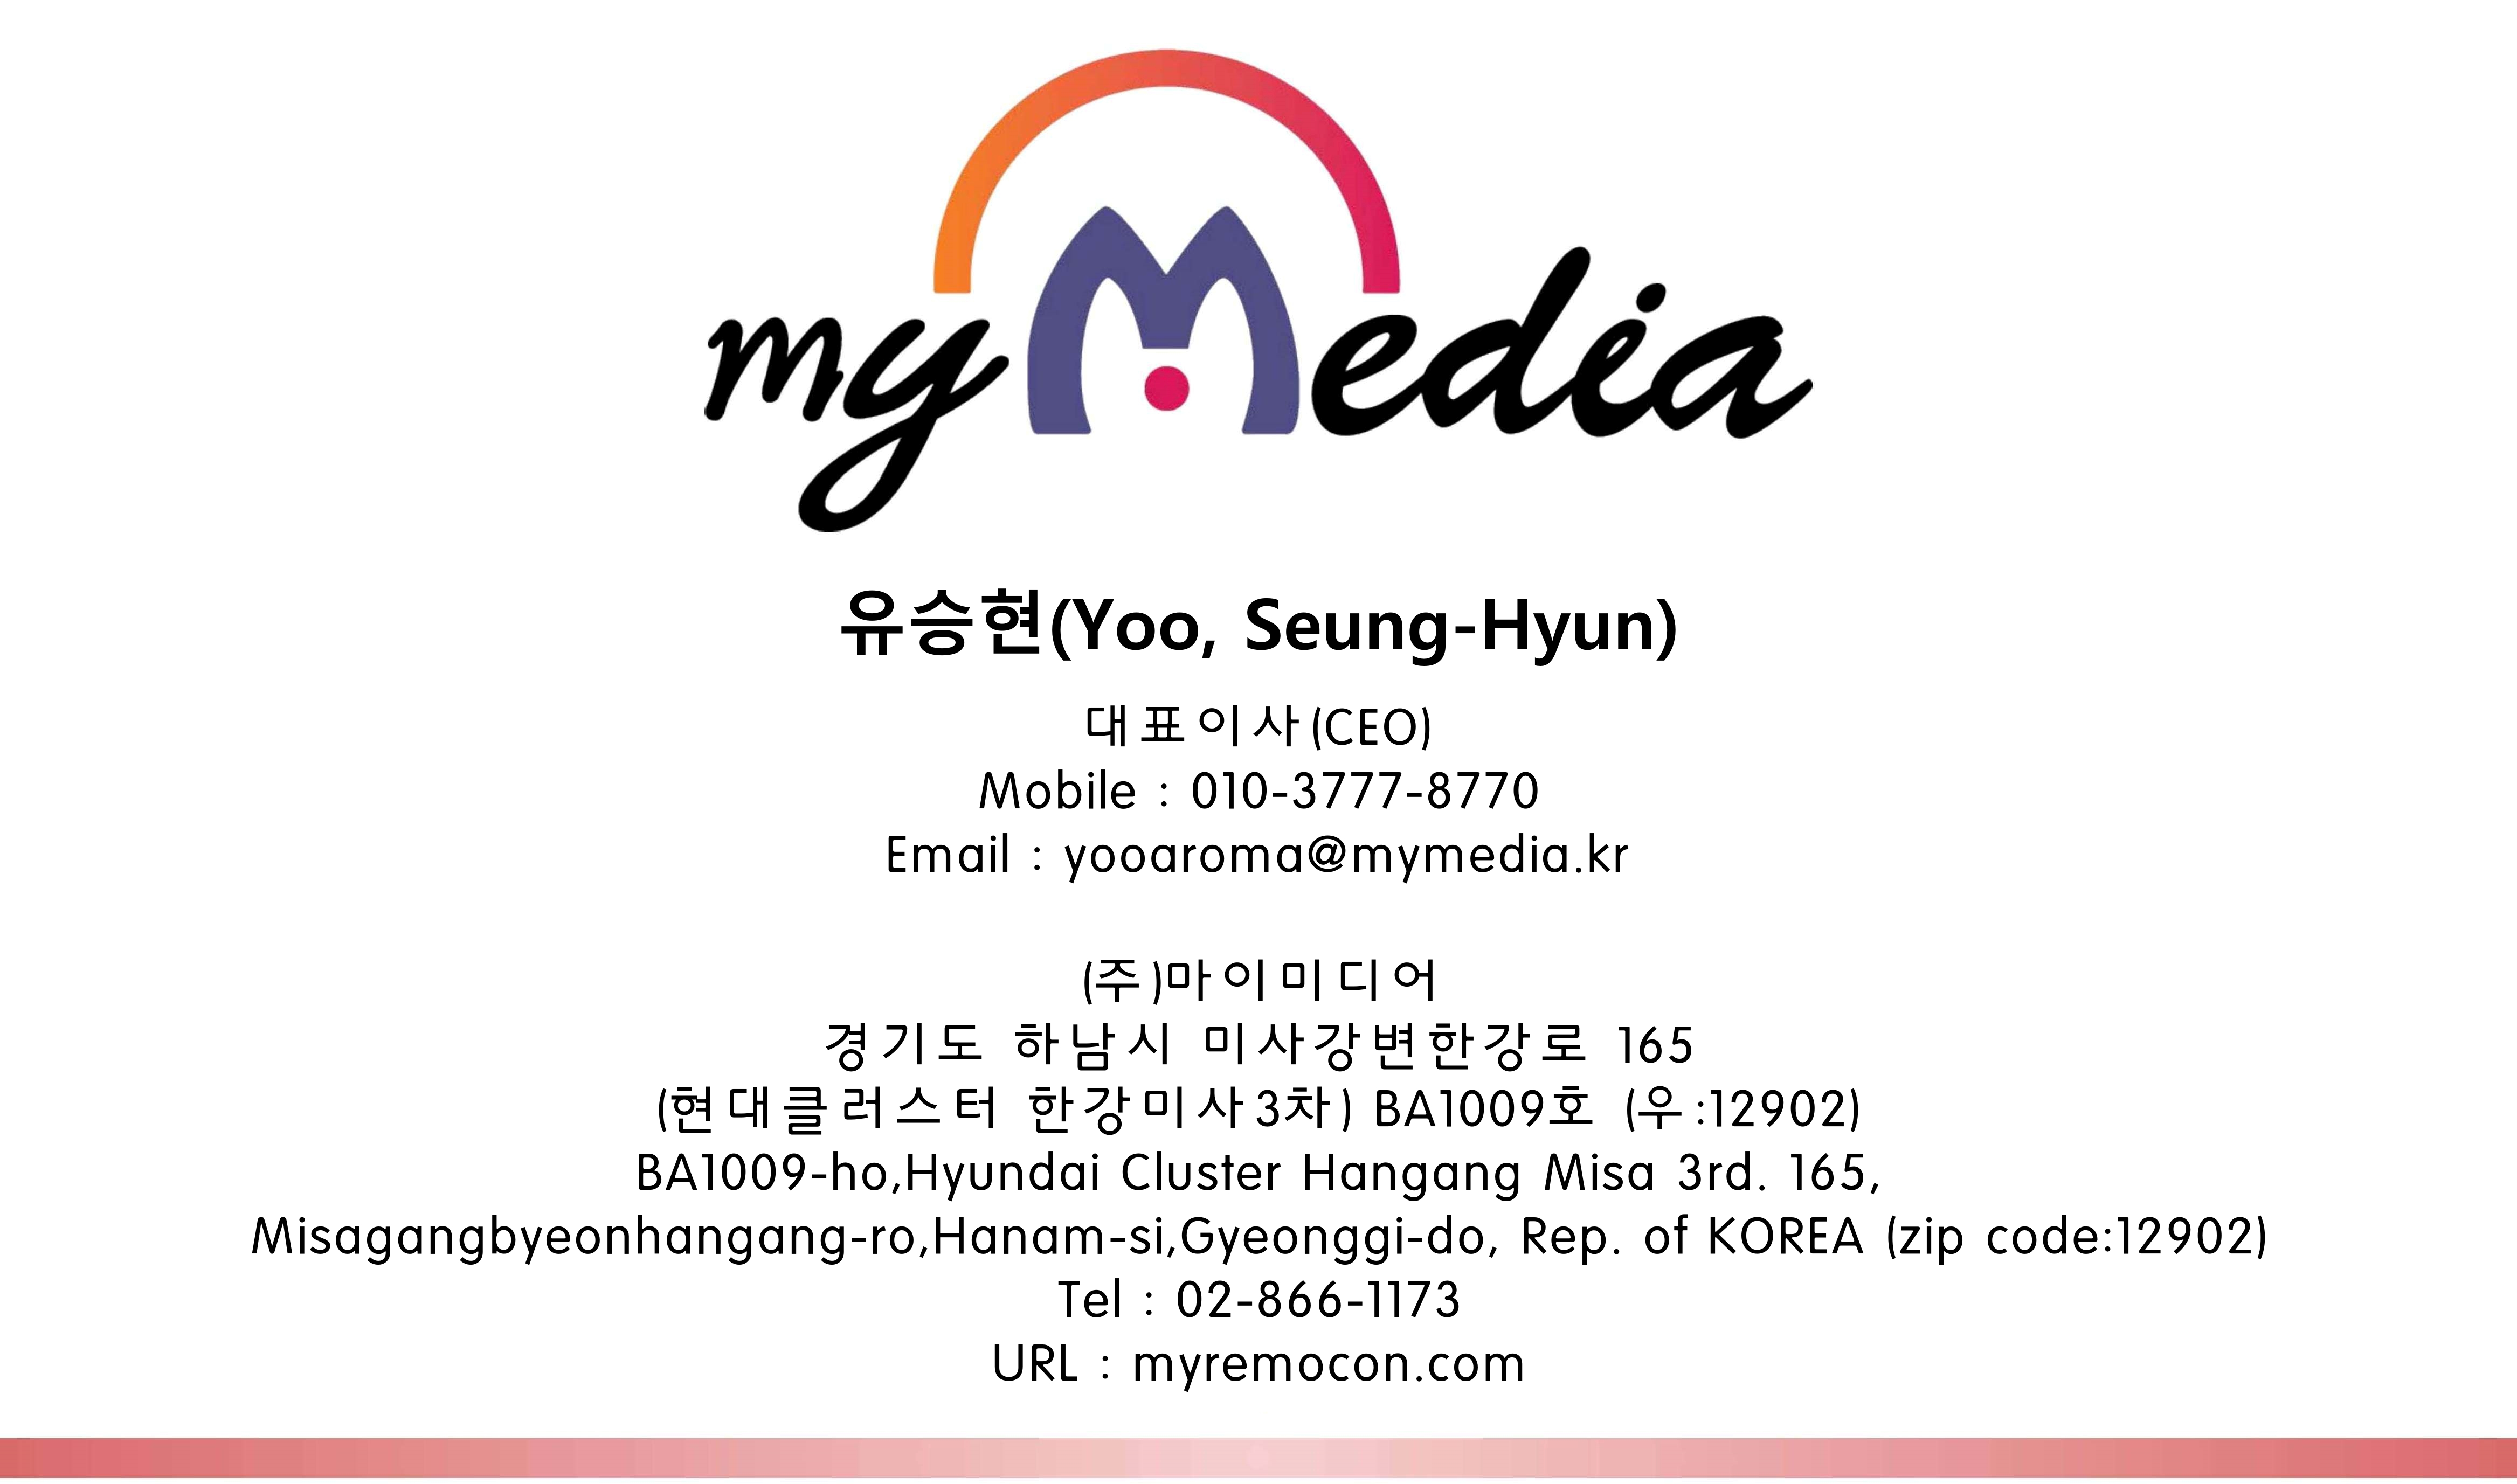 my Media
유승현(Yoo, Seung-Hyun)
대표이사(CEO)
Mobile : 010-3777-8770
Email : yooaroma@mymedia.kr
(주)마이미디어
경기도 하남시 미사강변한강로 165
(현대클러스터 한강미사3차) BA1009호 (우:12902)
BA1009-ho,Hyundai Cluster Hangang Misa 3rd. 165,
Misagangbyeonhangang-ro,Hanam-si,Gyeonggi-do, Rep. of KOREA (zip code:12902)
Tel : 02-866-1173
URL : myremocon.com